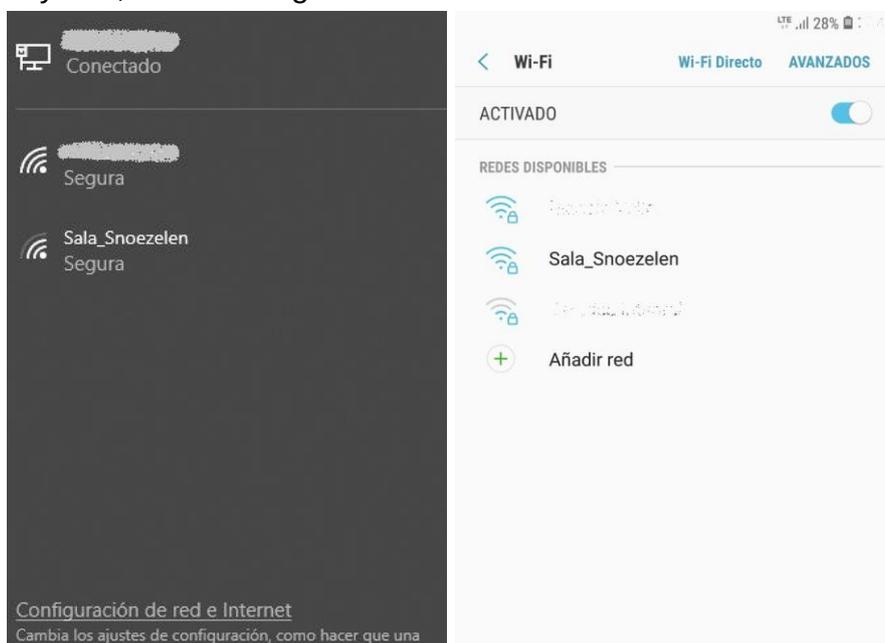 Conectado
Segura
Sala_Snoezelen
Segura
Configuración de red e Internet
Cambia los ajustes de configuración, como hacer que una
LTE 28%
Wi-Fi
Wi-Fi Directo
AVANZADOS
ACTIVADO
REDES DISPONIBLES
Sala_Snoezelen
Añadir red